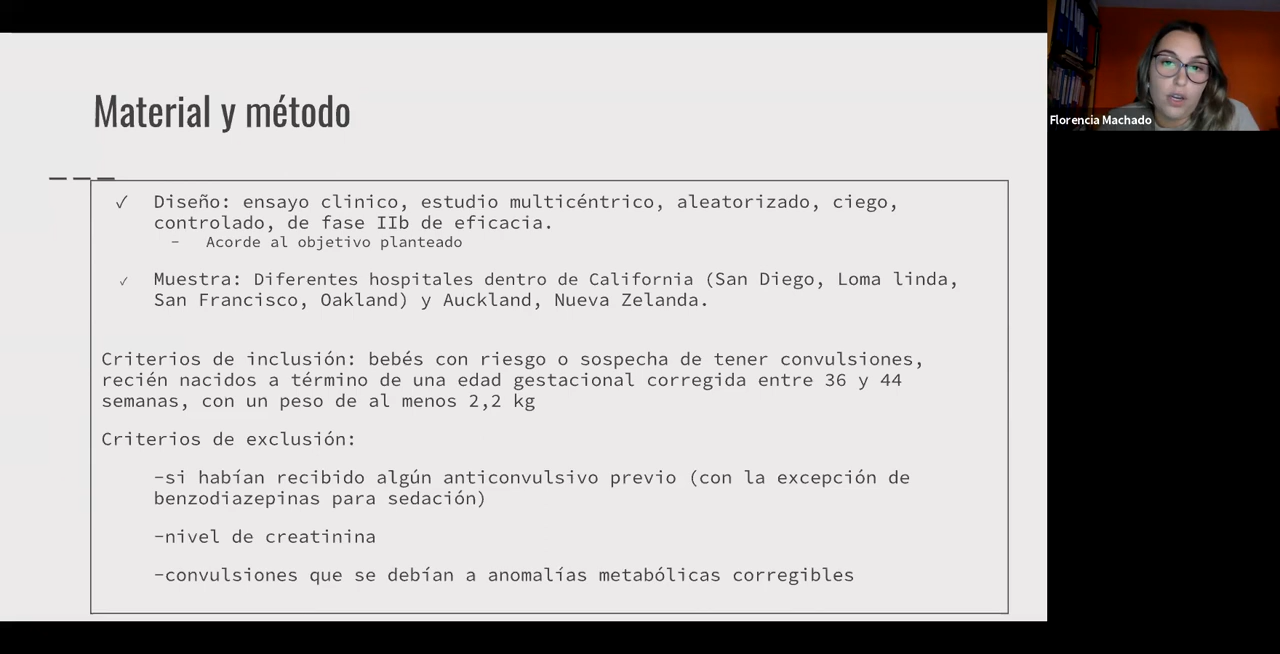 Material y método
Florencia Machado
✓ Diseño: ensayo clinico, estudio multicéntrico, aleatorizado, ciego,
controlado, de fase IIb de eficacia.
- Acorde al objetivo planteado
✓ Muestra: Diferentes hospitales dentro de California (San Diego, Loma linda,
San Francisco, Oakland) y Auckland, Nueva Zelanda.
Criterios de inclusión: bebés con riesgo o sospecha de tener convulsiones,
recién nacidos a término de una edad gestacional corregida entre 36 y 44
semanas, con un peso de al menos 2,2 kg
Criterios de exclusión:
-si habían recibido algún anticonvulsivo previo (con la excepción de
benzodiazepinas para sedación)
-nivel de creatinina
-convulsiones que se debían a anomalías metabólicas corregibles